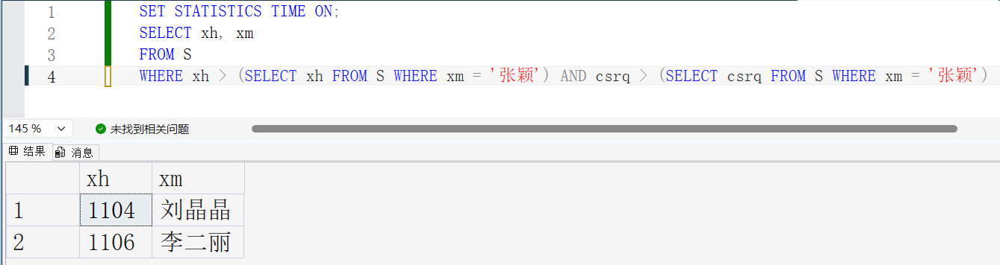 1 SET STATISTICS TIME ON;
2 SELECT xh, xm
3 FROM S
4 WHERE xh > (SELECT xh FROM S WHERE xm = '张颖') AND csrq > (SELECT csrq FROM S WHERE xm = '张颖')
145 % 未找到相关问题
结果 消息
xh xm
1 1104 刘晶晶
2 1106 李二丽